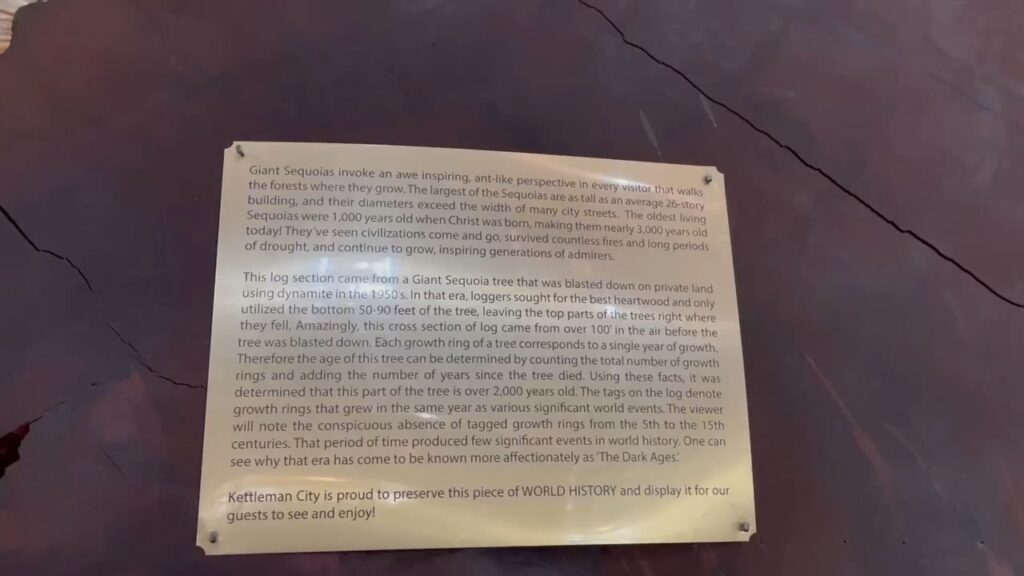 Giant Sequoias invoke an awe inspiring, ant-like perspective in every visitor that walks
the forests where they grow. The largest of the Sequoias are as tall as an average 26-story
building, and their diameters exceed the width of many city streets. The oldest living
Sequoias were 1,000 years old when Christ was born, making them nearly 3,000 years old
today! They've seen civilizations come and go, survived countless fires and long periods
of drought, and continue to grow, inspiring generations of admirers.
This log section came from a Giant Sequoia tree that was blasted down on private land
using dynamite in the 1950's. In that era, loggers sought for the best heartwood and only
utilized the bottom 50-90 feet of the tree, leaving the top parts of the trees right where
they fell. Amazingly, this cross section of log came from over 100' in the air before the
tree was blasted down. Each growth ring of a tree corresponds to a single year of growth.
Therefore the age of this tree can be determined by counting the total number of growth
rings and adding the number of years since the tree died. Using these facts, it was
determined that this part of the tree is over 2,000 years old. The tags on the log denote
growth rings that grew in the same year as various significant world events. The viewer
will note the conspicuous absence of tagged growth rings from the 5th to the 15th
centuries. That period of time produced few significant events in world history. One can
see why that era has come to be known more affectionately as 'The Dark Ages.'
Kettleman City is proud to preserve this piece of WORLD HISTORY and display it for our
guests to see and enjoy!